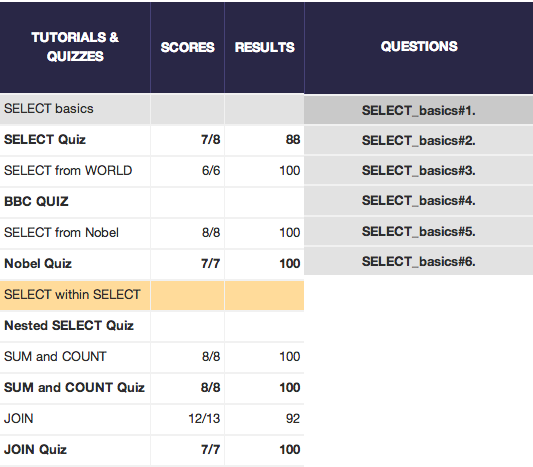 TUTORIALS &
QUIZZES
SCORES
RESULTS
QUESTIONS
SELECT basics
SELECT Quiz 7/8 88
SELECT from WORLD 6/6 100
BBC QUIZ
SELECT from Nobel 8/8 100
Nobel Quiz 7/7 100
SELECT within SELECT
Nested SELECT Quiz
SUM and COUNT 8/8 100
SUM and COUNT Quiz 8/8 100
JOIN 12/13 92
JOIN Quiz 7/7 100
SELECT_basics#1.
SELECT_basics#2.
SELECT_basics#3.
SELECT_basics#4.
SELECT_basics#5.
SELECT_basics#6.